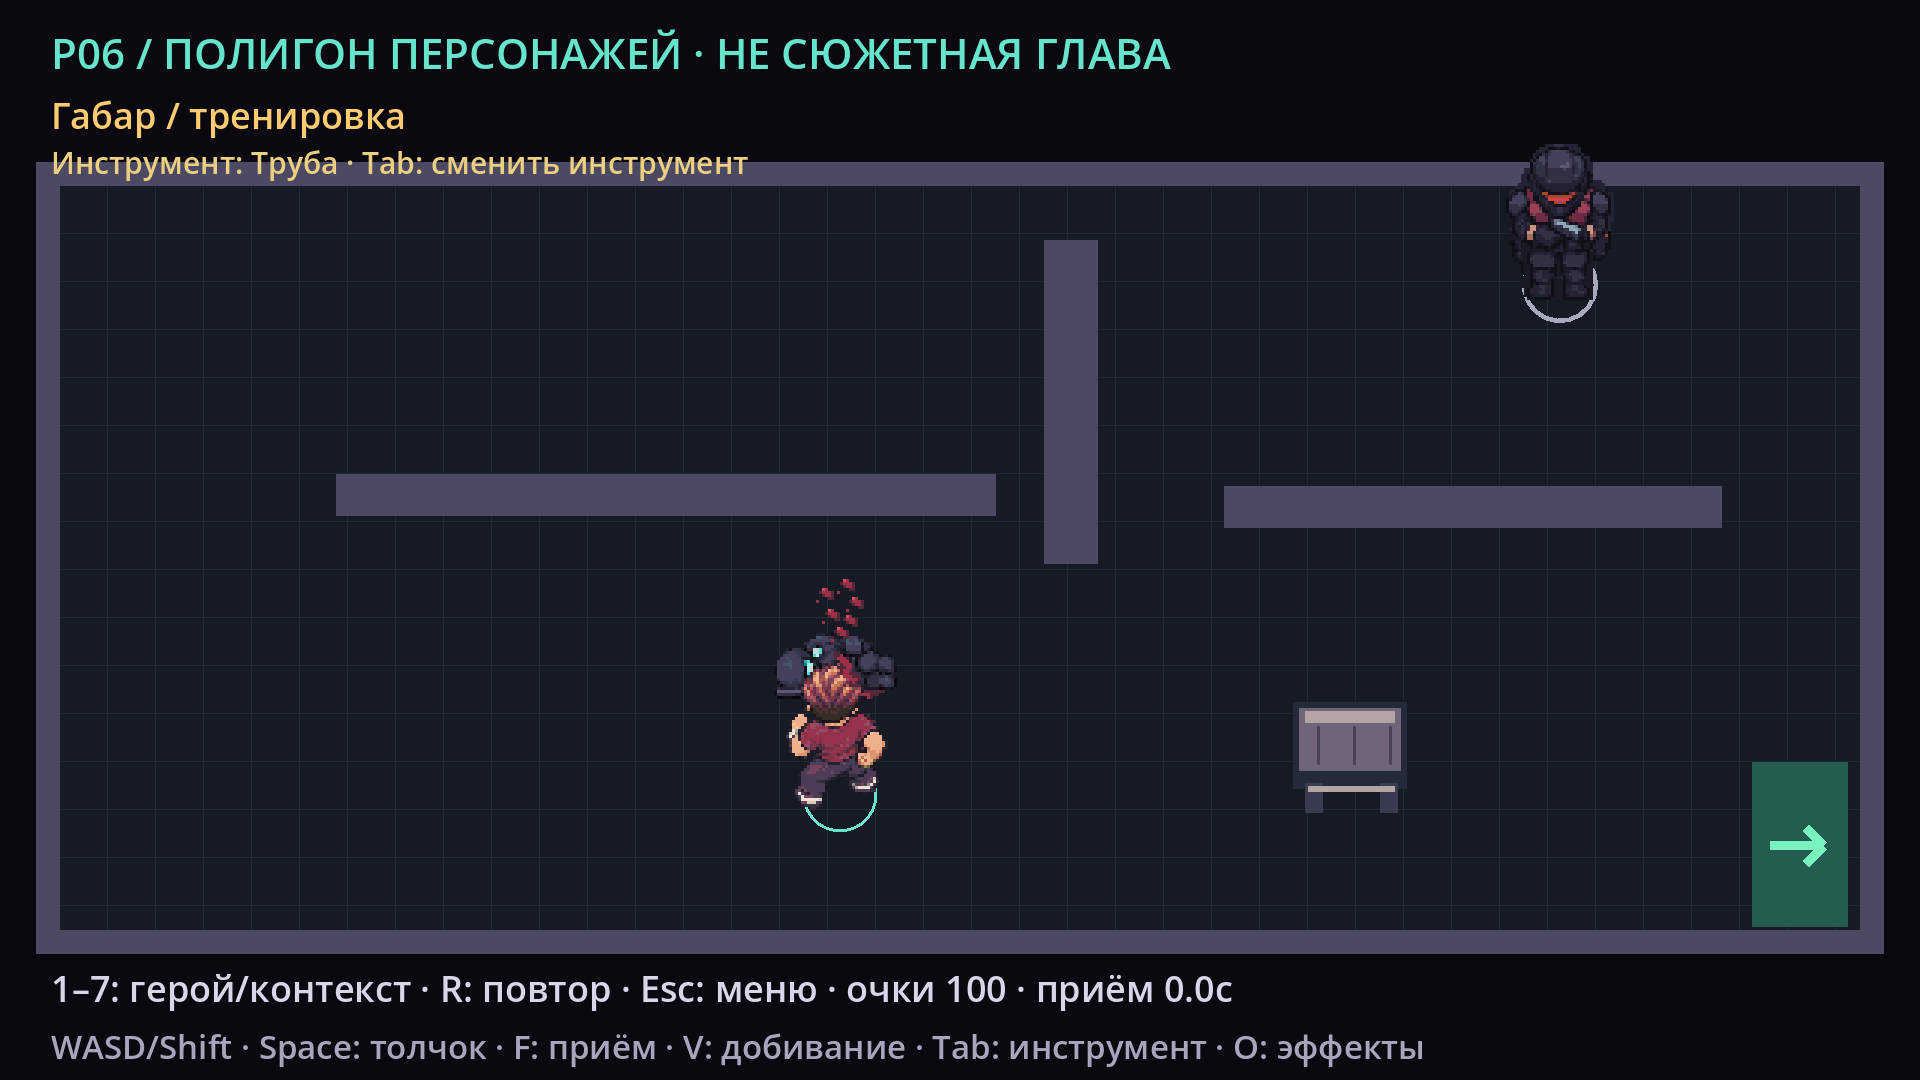 P06 / ПОЛИГОН ПЕРСОНАЖЕЙ · НЕ СЮЖЕТНАЯ ГЛАВА
Габар / тренировка
Инструмент: Труба · Tab: сменить инструмент
1–7: герой/контекст · R: повтор · Esc: меню · очки 100 · приём 0.0с
WASD/Shift · Space: толчок · F: приём · V: добивание · Tab: инструмент · O: эффекты